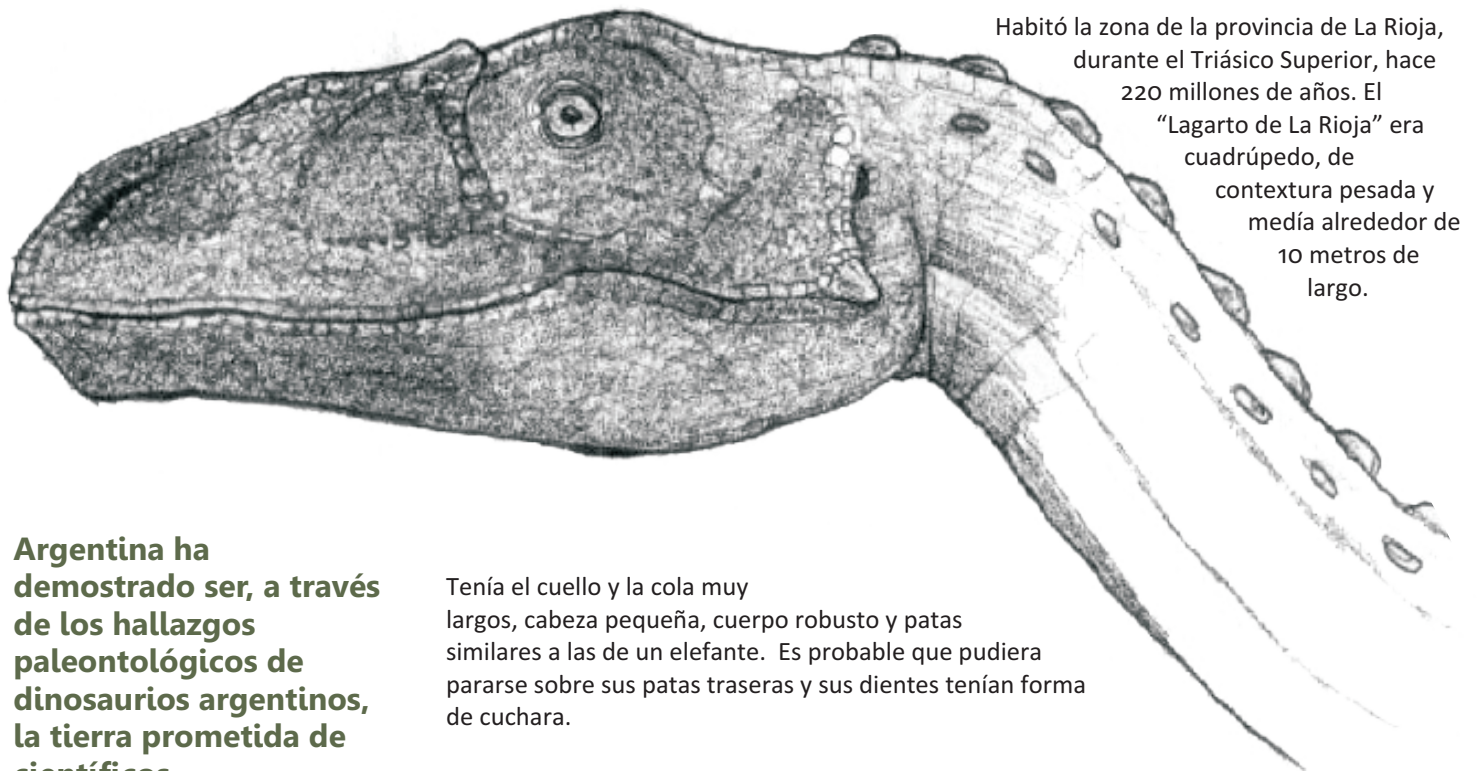 Habitó la zona de la provincia de La Rioja,
durante el Triásico Superior, hace
220 millones de años. El
“Lagarto de La Rioja” era
cuadrúpedo, de
contextura pesada y
medía alrededor de
10 metros de
largo.
Argentina ha
demostrado ser, a través
de los hallazgos
paleontológicos de
dinosaurios argentinos,
la tierra prometida de
científicos
Tenía el cuello y la cola muy
largos, cabeza pequeña, cuerpo robusto y patas
similares a las de un elefante.  Es probable que pudiera
pararse sobre sus patas traseras y sus dientes tenían forma
de cuchara.